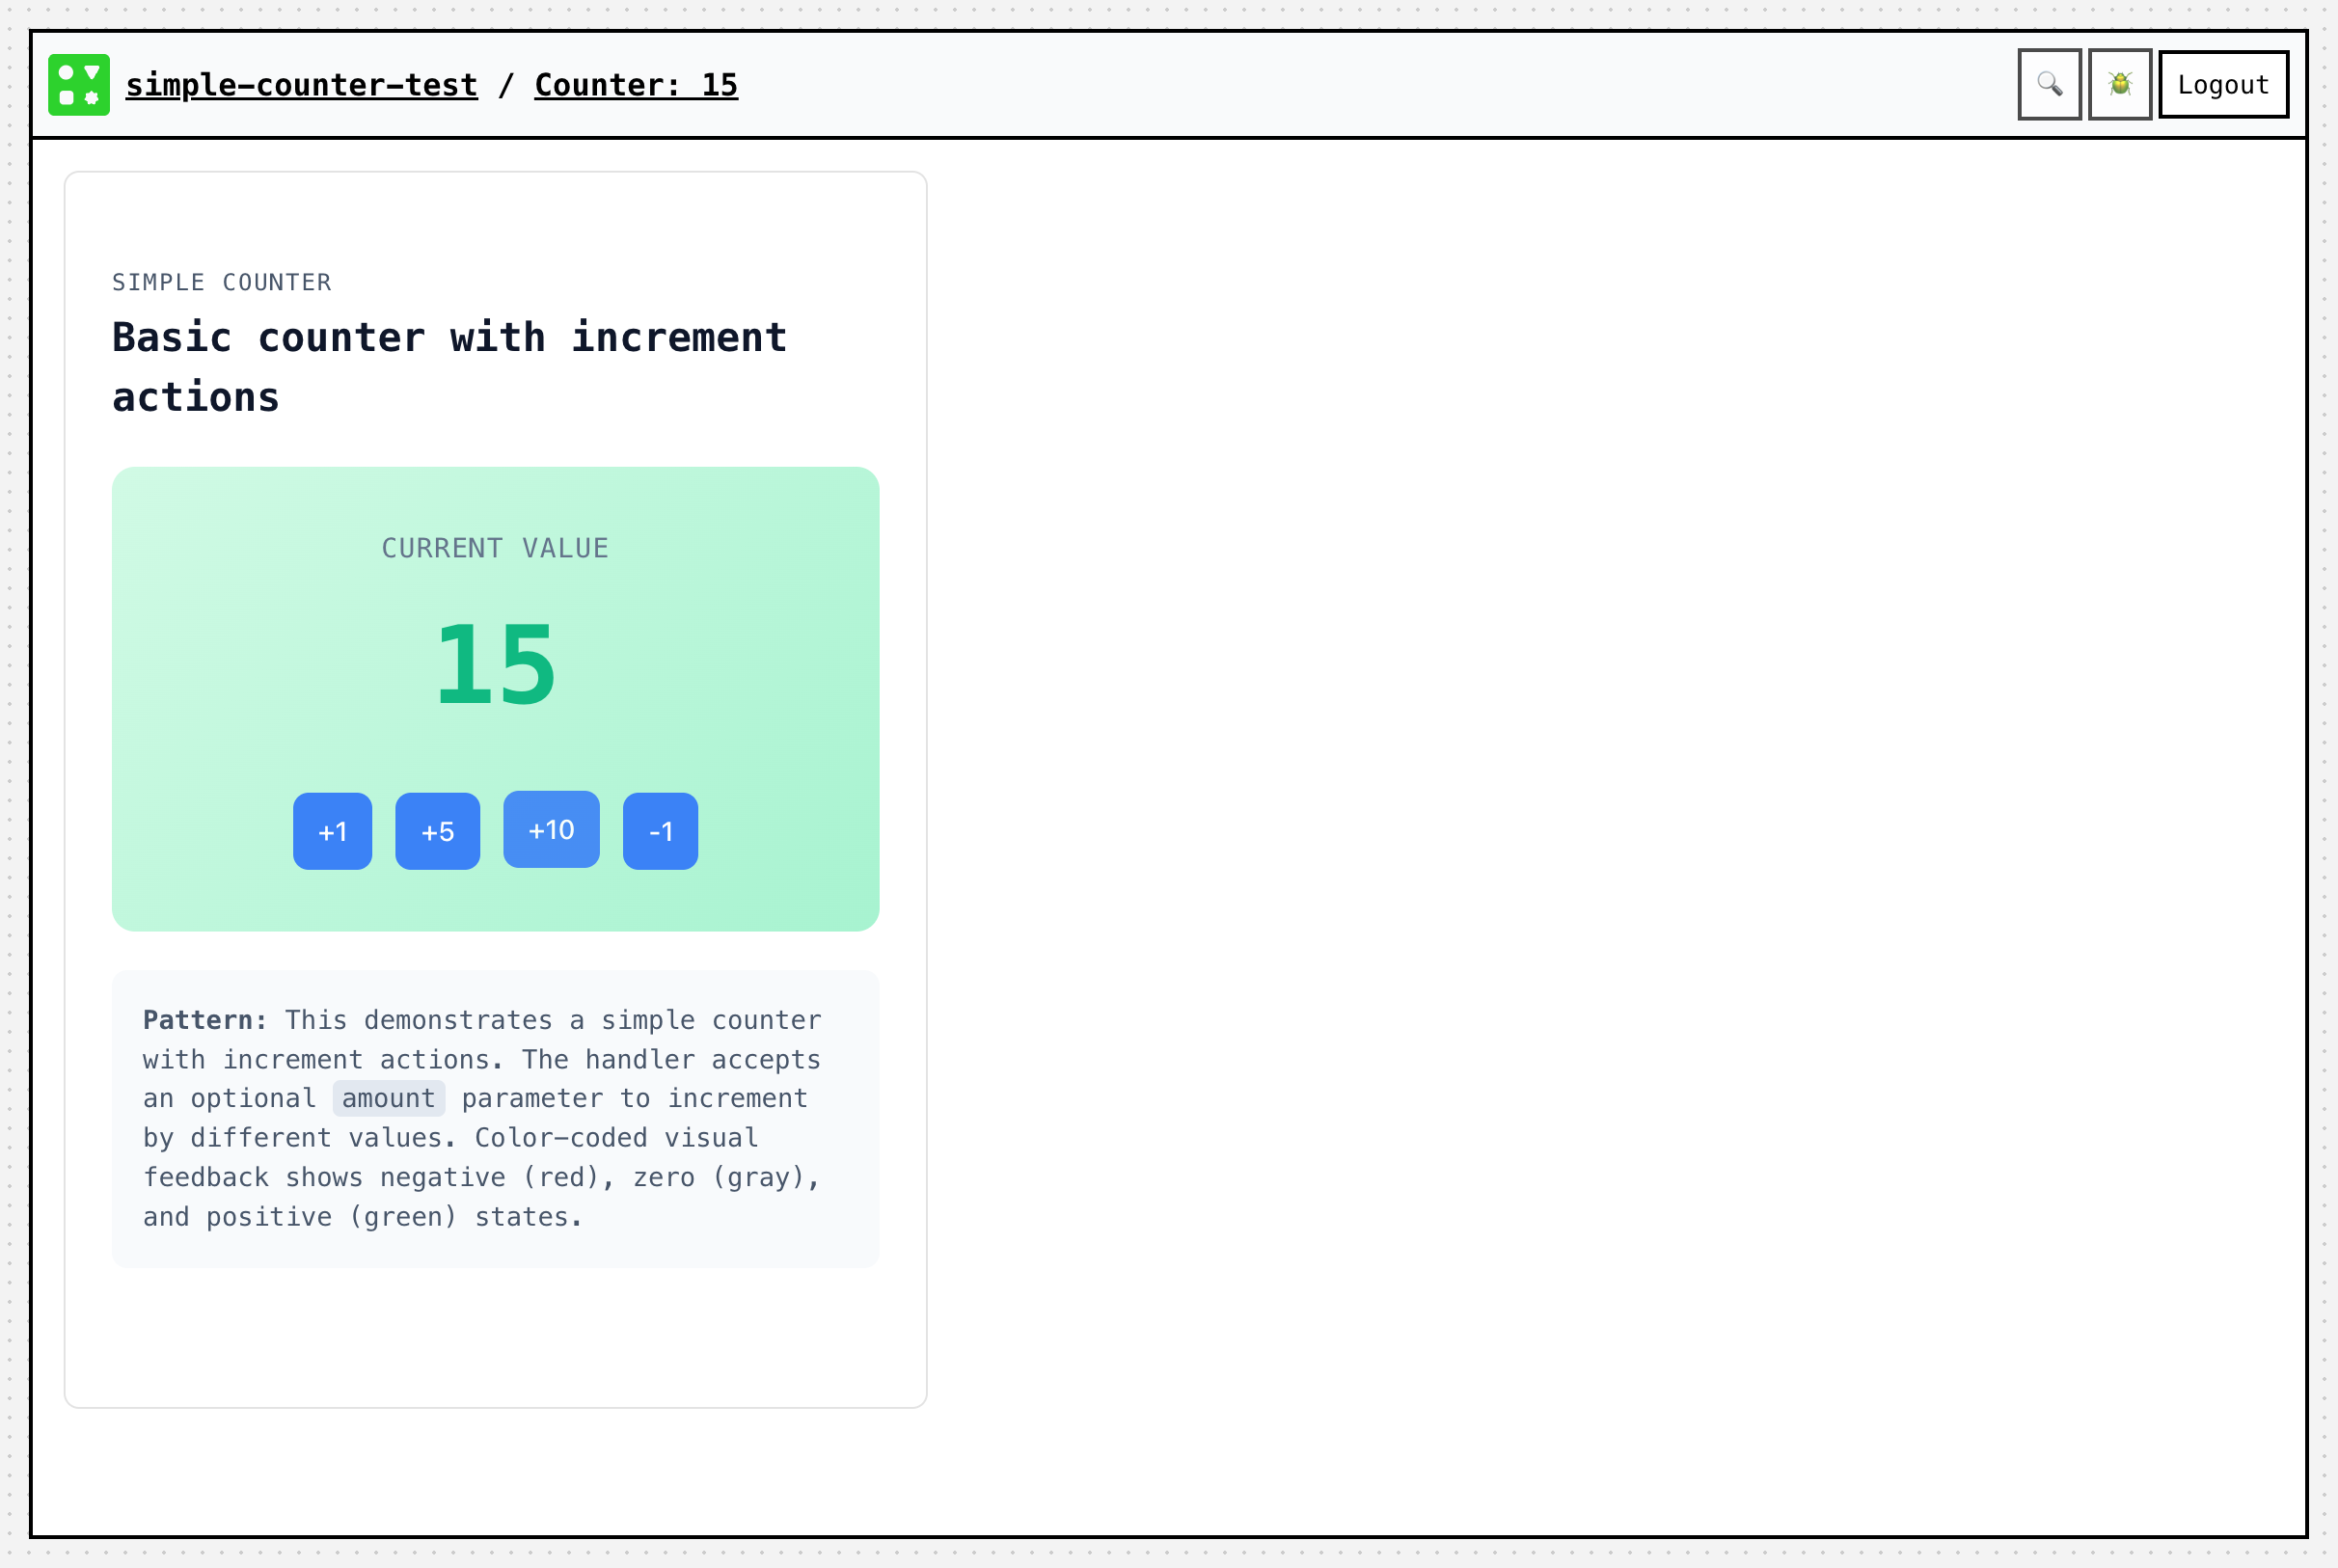 simple-counter-test / Counter: 15
Logout
SIMPLE COUNTER
Basic counter with increment
actions
CURRENT VALUE
15
+1 +5 +10 -1
Pattern: This demonstrates a simple counter
with increment actions. The handler accepts
an optional amount parameter to increment
by different values. Color-coded visual
feedback shows negative (red), zero (gray),
and positive (green) states.